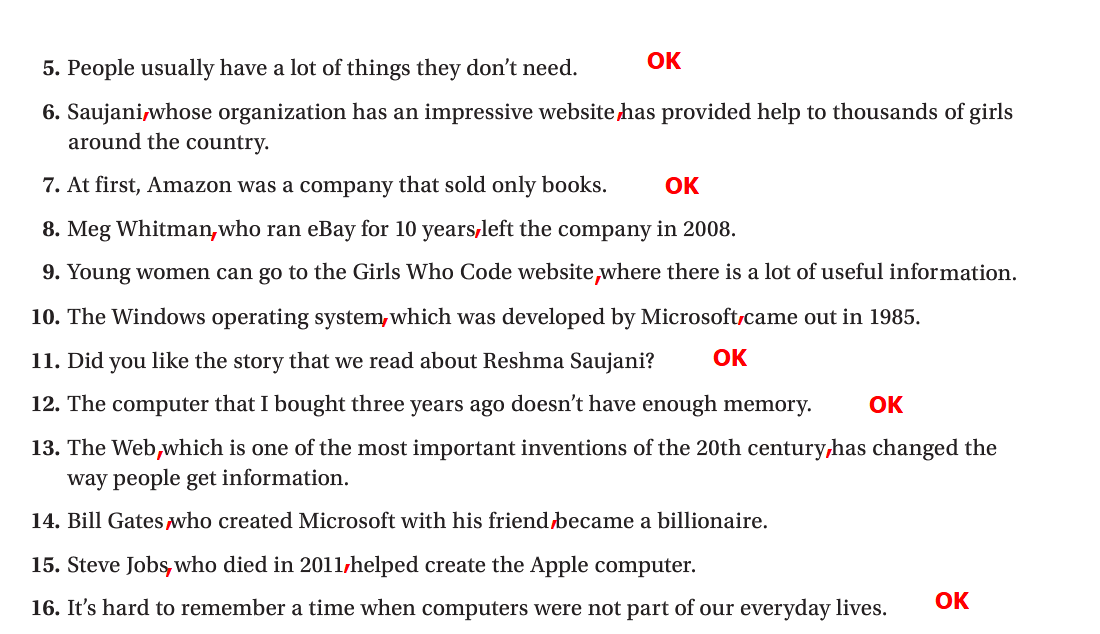 5. People usually have a lot of things they don't need. OK
6. Saujani,whose organization has an impressive website,has provided help to thousands of girls
around the country.
7. At first, Amazon was a company that sold only books. OK
8. Meg Whitman,who ran eBay for 10 years,left the company in 2008.
9. Young women can go to the Girls Who Code website,where there is a lot of useful information.
10. The Windows operating system,which was developed by Microsoft,came out in 1985.
11. Did you like the story that we read about Reshma Saujani? OK
12. The computer that I bought three years ago doesn't have enough memory. OK
13. The Web,which is one of the most important inventions of the 20th century,has changed the
way people get information.
14. Bill Gates,who created Microsoft with his friend,became a billionaire.
15. Steve Jobs,who died in 2011,helped create the Apple computer.
16. It's hard to remember a time when computers were not part of our everyday lives. OK